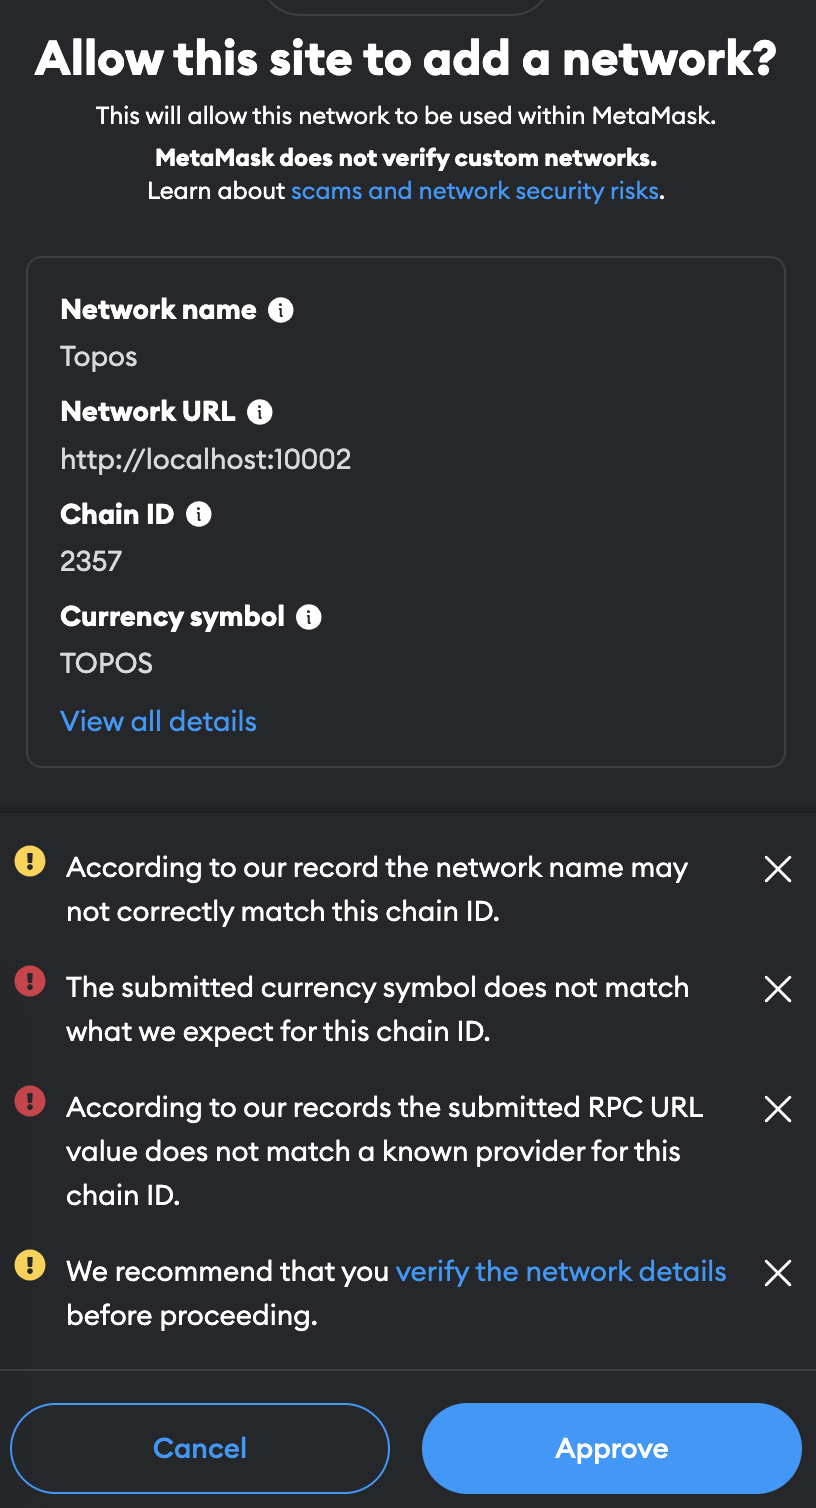 Allow this site to add a network?
This will allow this network to be used within MetaMask.
MetaMask does not verify custom networks.
Learn about scams and network security risks.
Network name
Topos
Network URL
http://localhost:10002
Chain ID
2357
Currency symbol
TOPOS
View all details
According to our record the network name may
not correctly match this chain ID.
The submitted currency symbol does not match
what we expect for this chain ID.
According to our records the submitted RPC URL
value does not match a known provider for this
chain ID.
We recommend that you verify the network details
before proceeding.
Cancel
Approve